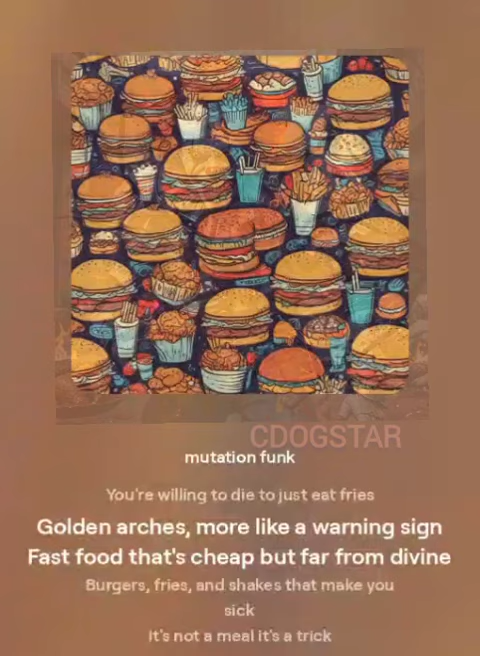 CDOGSTAR
mutation funk
You're willing to die to just eat fries
Golden arches, more like a warning sign
Fast food that's cheap but far from divine
Burgers, fries, and shakes that make you
sick
It's not a meal it's a trick